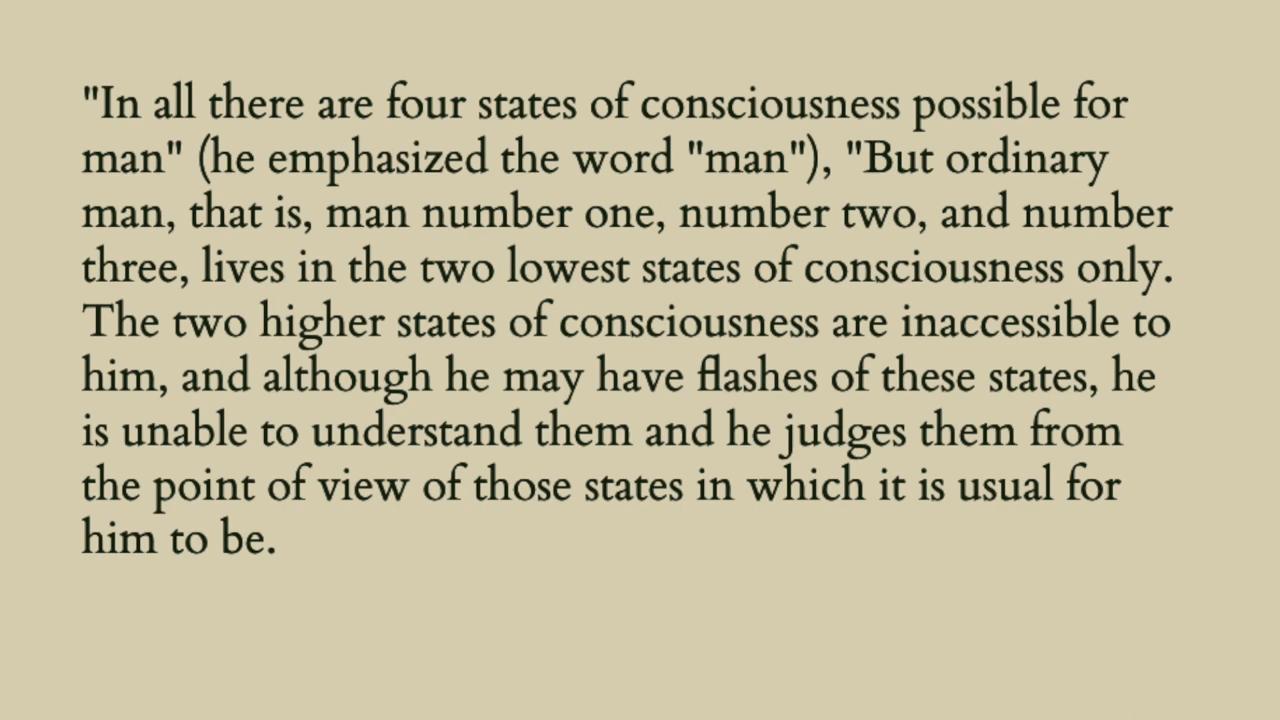 "In all there are four states of consciousness possible for
man" (he emphasized the word "man"), "But ordinary
man, that is, man number one, number two, and number
three, lives in the two lowest states of consciousness only.
The two higher states of consciousness are inaccessible to
him, and although he may have flashes of these states, he
is unable to understand them and he judges them from
the point of view of those states in which it is usual for
him to be.